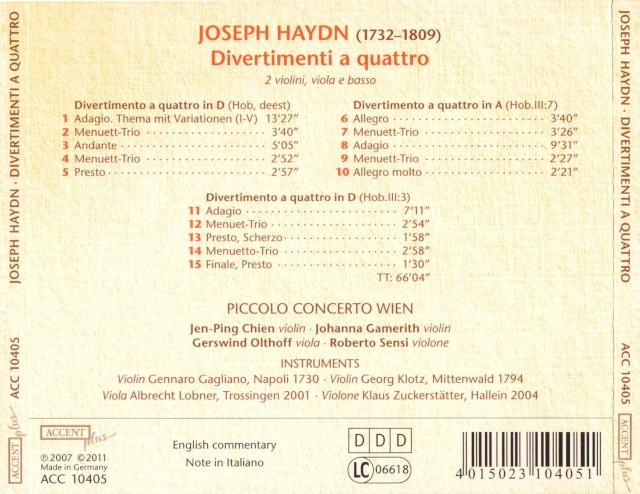 JOSEPH HAYDN · DIVERTIMENTI A QUATTRO
ACC 10405
ACCENT plus
JOSEPH HAYDN (1732–1809)
Divertimenti a quattro
2 violini, viola e basso
Divertimento a quattro in D (Hob, deest)
1 Adagio. Thema mit Variationen (I-V) 13'27"
2 Menuett-Trio 3'40"
3 Andante 5'05"
4 Menuett-Trio 2'52"
5 Presto 2'57"
Divertimento a quattro in A (Hob.III:7)
6 Allegro 3'40"
7 Menuett-Trio 3'26"
8 Adagio 9'31"
9 Menuett-Trio 2'27"
10 Allegro molto 2'21"
Divertimento a quattro in D (Hob.III:3)
11 Adagio 7'11"
12 Menuet-Trio 2'54"
13 Presto, Scherzo 1'58"
14 Menuetto-Trio 2'58"
15 Finale, Presto 1'30"
TT: 66'04"
PICCOLO CONCERTO WIEN
Jen-Ping Chien violin · Johanna Gamerith violin
Gerswind Olthoff viola · Roberto Sensi violone
INSTRUMENTS
Violin Gennaro Gagliano, Napoli 1730 · Violin Georg Klotz, Mittenwald 1794
Viola Albrecht Lobner, Trossingen 2001 · Violone Klaus Zuckerstätter, Hallein 2004
ACCENT plus
℗ 2007 ©2011
Made in Germany
ACC 10405
English commentary
Note in Italiano
D D D
LC 06618
4 015023 104051
JOSEPH HAYDN · DIVERTIMENTI A QUATTRO
ACC 10405
ACCENT plus